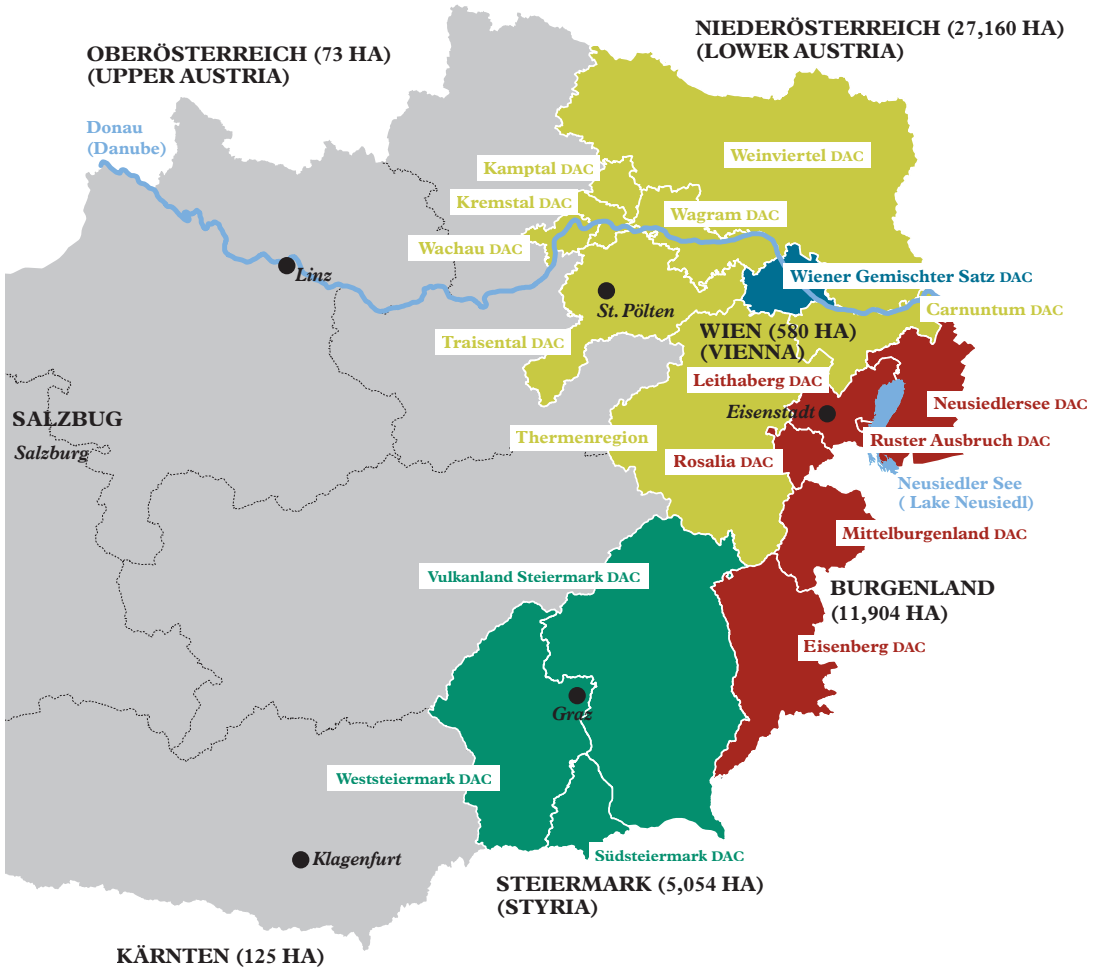 NIEDERÖSTERREICH (27,160 HA)
(LOWER AUSTRIA)
OBERÖSTERREICH (73 HA)
(UPPER AUSTRIA)
Donau
(Danube)
Weinviertel DAC
Kamptal DAC
Kremstal DAC
Wagram DAC
Wachau DAC
Linz
Wiener Gemischter Satz DAC
St. Pölten
Carnuntum DAC
WIEN (580 HA)
(VIENNA)
Traisental DAC
Leithaberg DAC
Neusiedlersee DAC
Eisenstadt
SALZBUG
Salzburg
Thermenregion
Ruster Ausbruch DAC
Rosalia DAC
Neusiedler See
( Lake Neusiedl)
Mittelburgenland DAC
Vulkanland Steiermark DAC
BURGENLAND
(11,904 HA)
Eisenberg DAC
Graz
Weststeiermark DAC
Südsteiermark DAC
Klagenfurt
STEIERMARK (5,054 HA)
(STYRIA)
KÄRNTEN (125 HA)